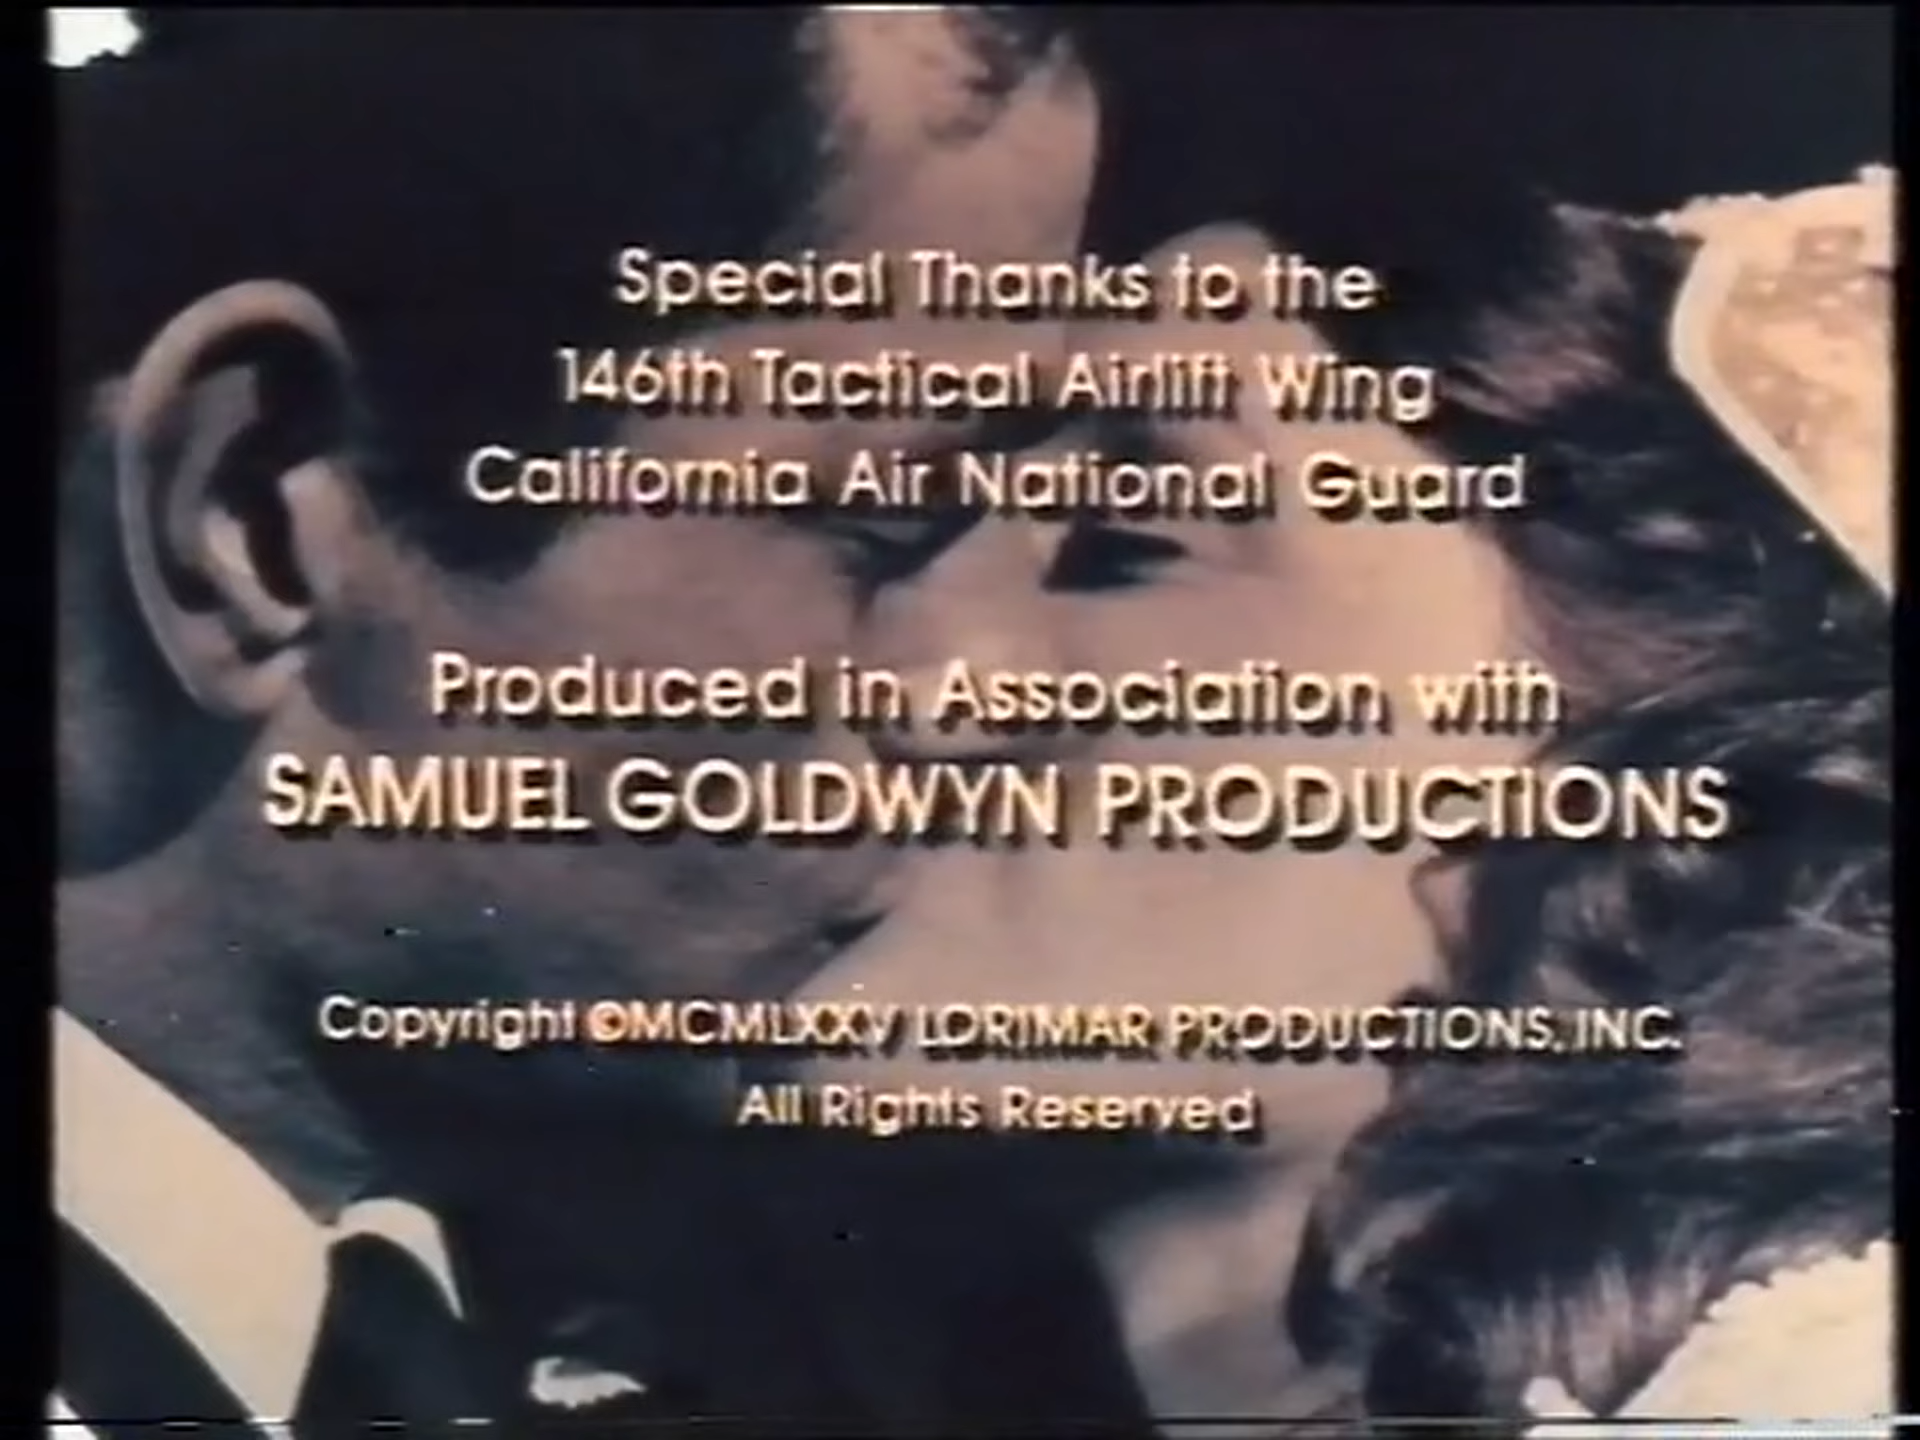 Special Thanks to the
146th Tactical Airlift Wing
California Air National Guard
Produced in Association with
SAMUEL GOLDWYN PRODUCTIONS
Copyright ©MCMLXXV LORIMAR PRODUCTIONS, INC.
All Rights Reserved